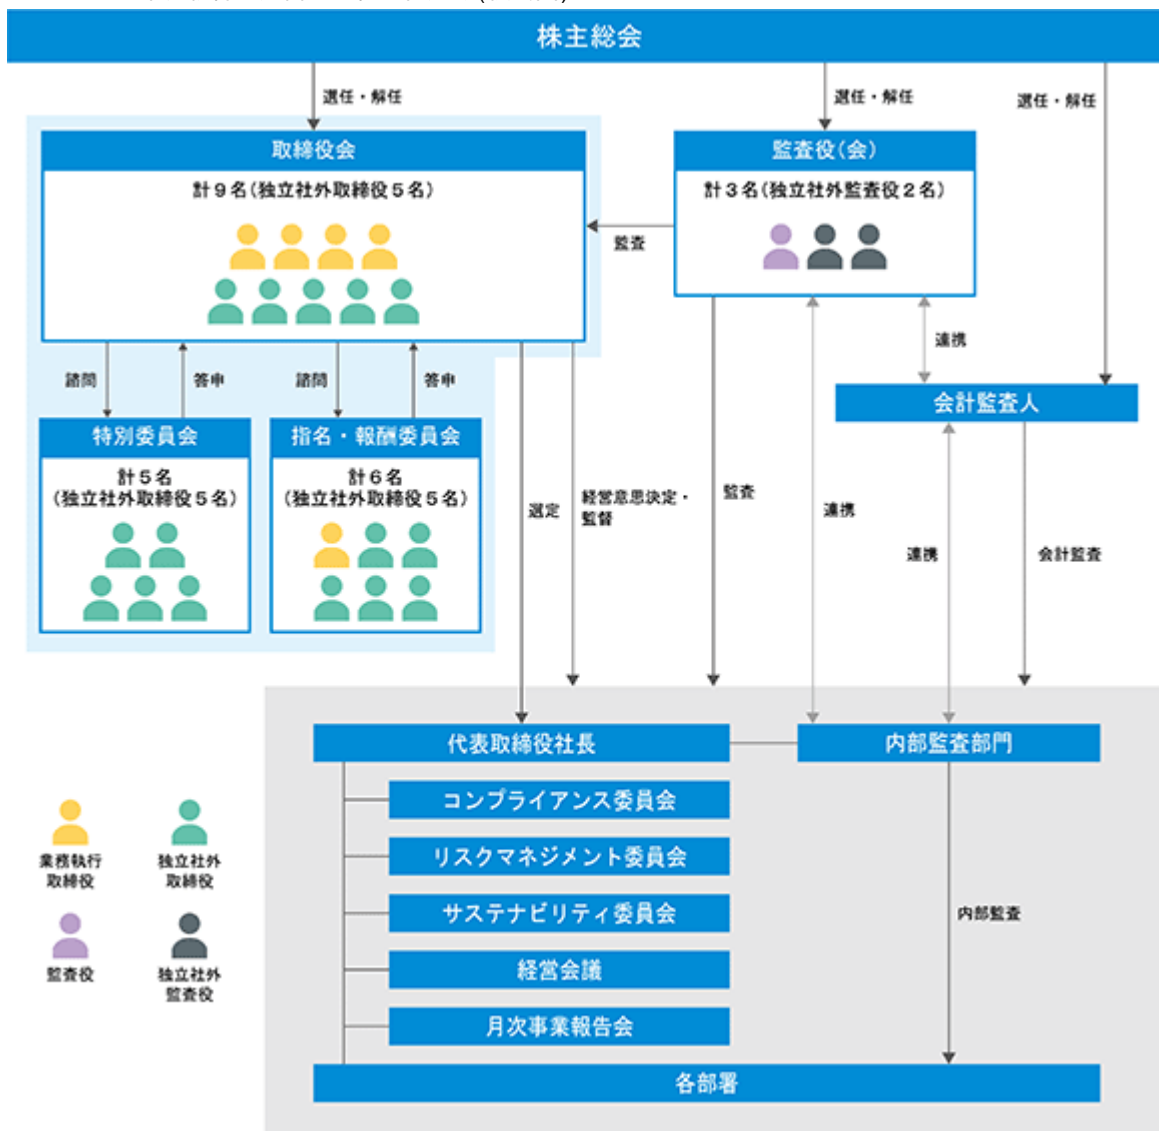 株主総会
選任・解任
選任・解任
選任・解任
取締役会
計9名(独立社外取締役5名)
監査役(会)
計3名(独立社外監査役2名)
監査
連携
諮問
答申
諮問
答申
会計監査人
特別委員会
計5名
(独立社外取締役5名)
指名・報酬委員会
計6名
(独立社外取締役5名)
選定
経営意思決定・
監督
監査
連携
連携
会計監査
代表取締役社長
内部監査部門
コンプライアンス委員会
リスクマネジメント委員会
サステナビリティ委員会
経営会議
月次事業報告会
内部監査
各部署
業務執行
取締役
独立社外
取締役
監査役
独立社外
監査役